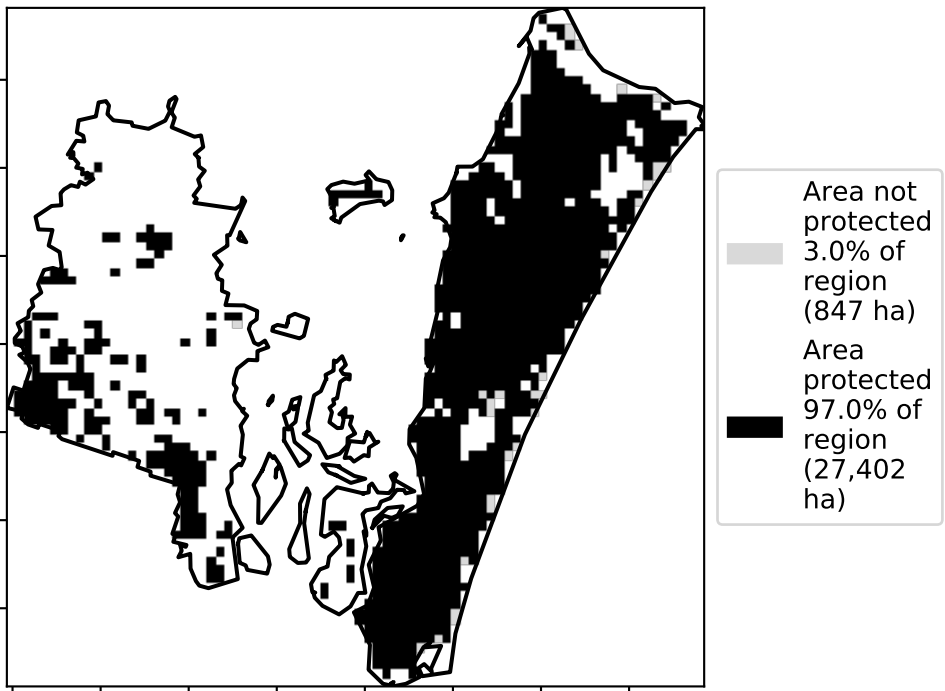 Area not
protected
3.0% of
region
(847 ha)
Area
protected
97.0% of
region
(27,402
ha)